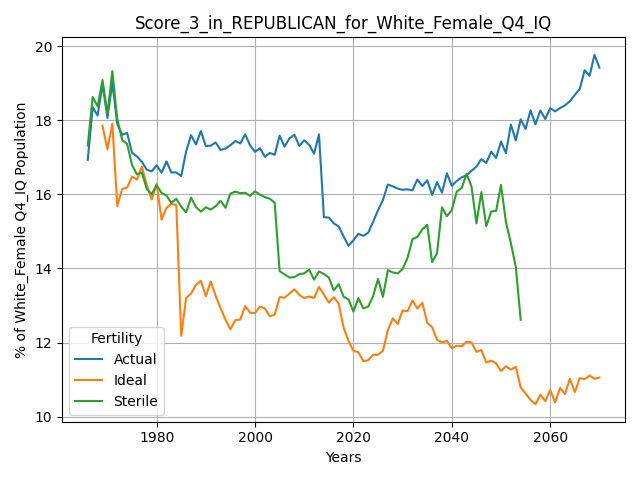 Score_3_in_REPUBLICAN_for_White_Female_Q4_IQ
% of White_Female Q4_IQ Population
20
18
16
14
12
10
Fertility
Actual
Ideal
Sterile
1980
2000
2020
2040
2060
Years